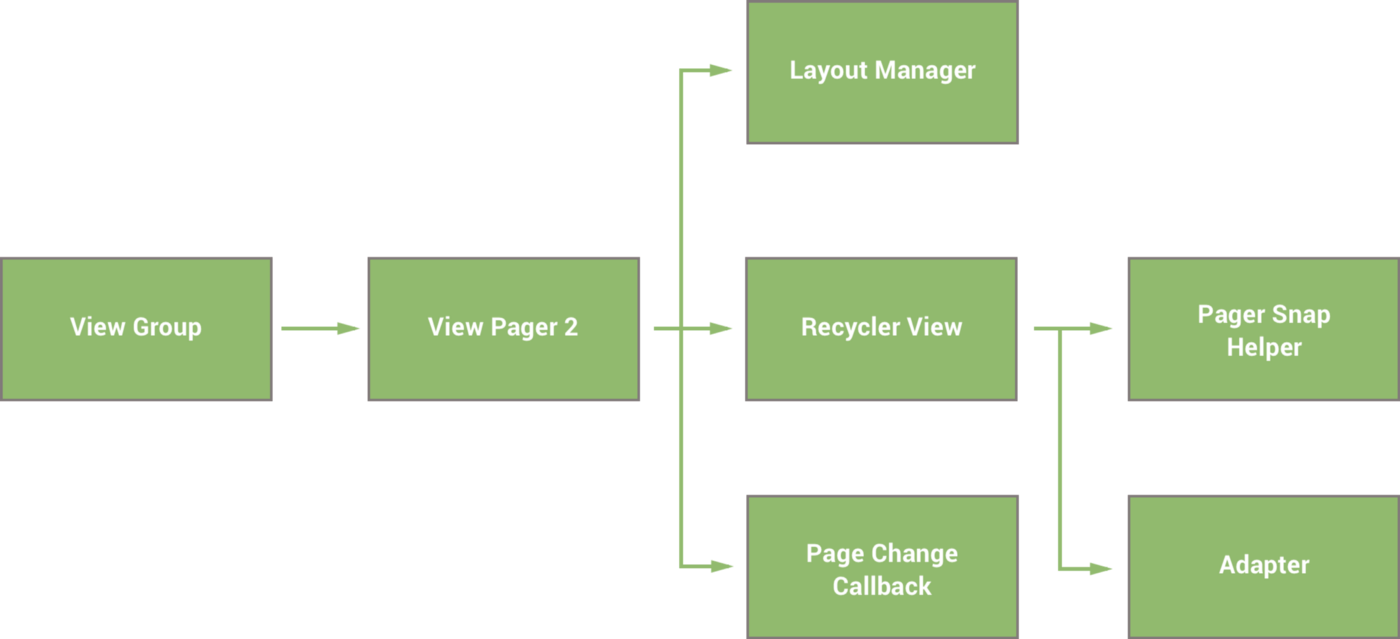 Layout Manager
View Group
View Pager 2
Recycler View
Pager Snap
Helper
Page Change
Callback
Adapter